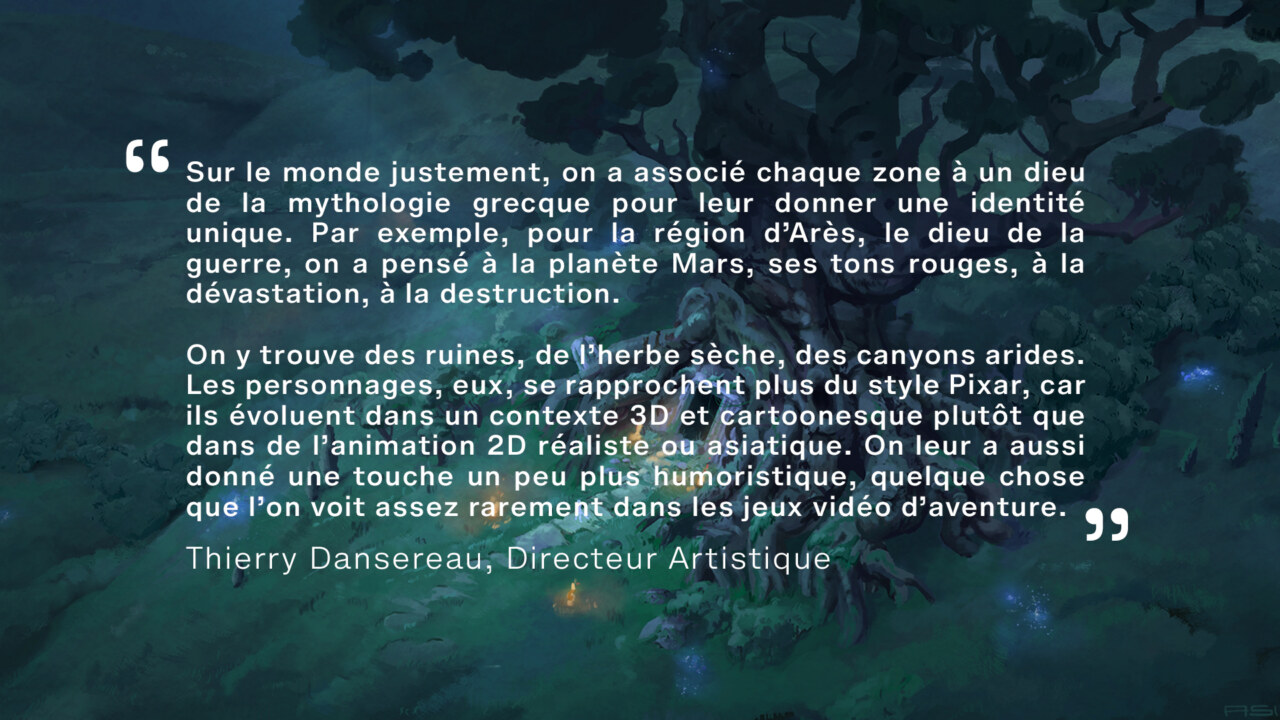 “
Sur le monde justement, on a associé chaque zone à un dieu
de la mythologie grecque pour leur donner une identité
unique. Par exemple, pour la région d’Arès, le dieu de la
guerre, on a pensé à la planète Mars, ses tons rouges, à la
dévastation, à la destruction.
On y trouve des ruines, de l’herbe sèche, des canyons arides.
Les personnages, eux, se rapprochent plus du style Pixar, car
ils évoluent dans un contexte 3D et cartoonesque plutôt que
dans de l’animation 2D réaliste ou asiatique. On leur a aussi
donné une touche un peu plus humoristique, quelque chose
que l’on voit assez rarement dans les jeux vidéo d’aventure. ”
Thierry Dansereau, Directeur Artistique